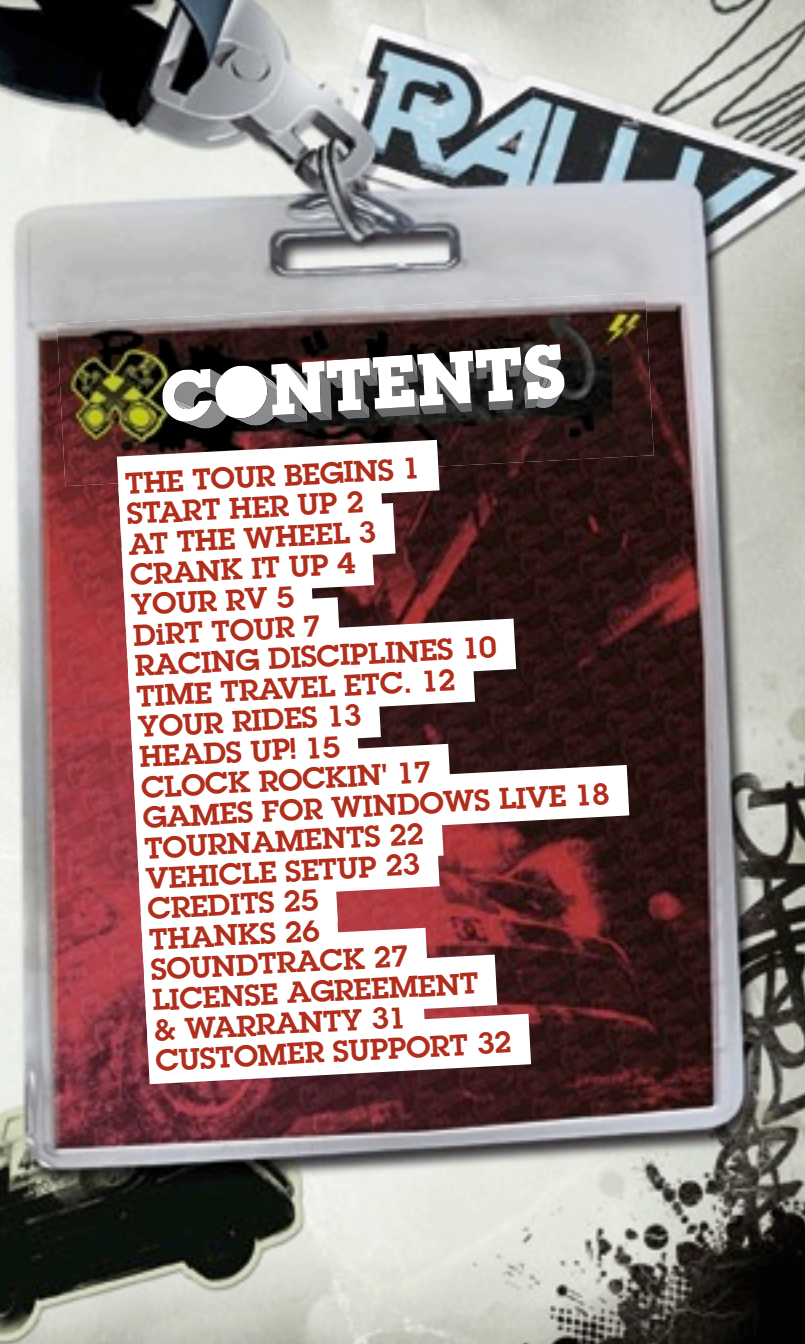 RALLY
CONTENTS
THE TOUR BEGINS 1
START HER UP 2
AT THE WHEEL 3
CRANK IT UP 4
YOUR RV 5
DiRT TOUR 7
RACING DISCIPLINES 10
TIME TRAVEL ETC. 12
YOUR RIDES 13
HEADS UP! 15
CLOCK ROCKIN' 17
GAMES FOR WINDOWS LIVE 18
TOURNAMENTS 22
VEHICLE SETUP 23
CREDITS 25
THANKS 26
SOUNDTRACK 27
LICENSE AGREEMENT
& WARRANTY 31
CUSTOMER SUPPORT 32